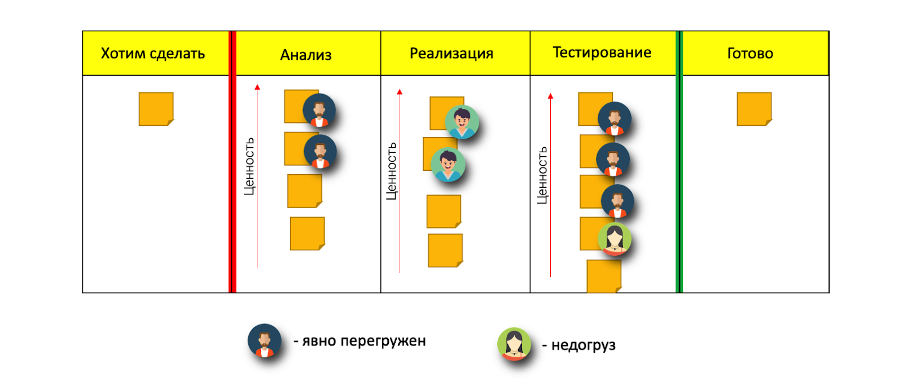 Хотим сделать
Анализ
Реализация
Тестирование
Готово
Ценность
Ценность
Ценность
- явно перегружен
- недогруз